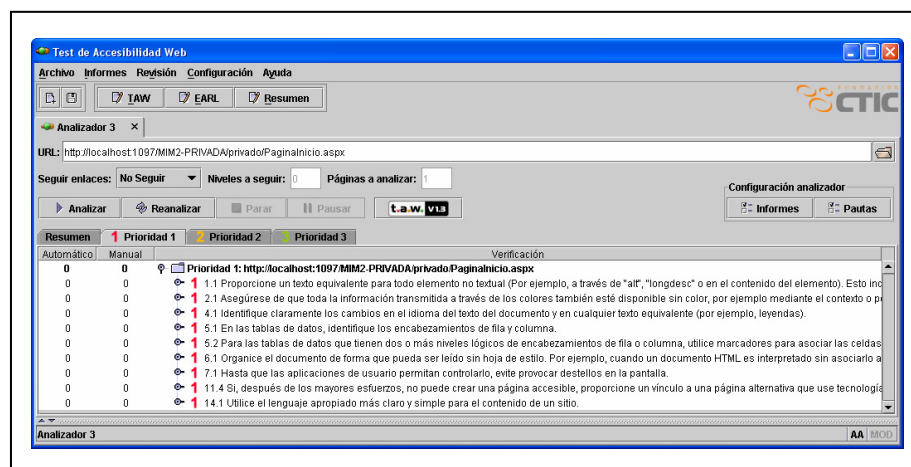 Test de Accesibilidad Web
Archivo Informes Revisión Configuración Ayuda
TAW EARL Resumen
FUNDACIÓN
CTIC
Analizador 3 ×
URL: http://localhost:1097/MIM2-PRIVADA/privado/PaginaInicio.aspx
Seguir enlaces: No Seguir Niveles a seguir: 0 Páginas a analizar: 1
Configuración analizador
Analizar Reanalizar Parar Pausar t.a.w. V1.3 Informes Pautas
Resumen 1 Prioridad 1 2 Prioridad 2 3 Prioridad 3
Automático Manual Verificación
0 0 Prioridad 1: http://localhost:1097/MIM2-PRIVADA/privado/PaginaInicio.aspx
0 0 1 1.1 Proporcione un texto equivalente para todo elemento no textual (Por ejemplo, a través de "alt", "longdesc" o en el contenido del elemento). Esto inc
0 0 1 2.1 Asegúrese de que toda la información transmitida a través de los colores también esté disponible sin color, por ejemplo mediante el contexto o p
0 0 1 4.1 Identifique claramente los cambios en el idioma del texto del documento y en cualquier texto equivalente (por ejemplo, leyendas).
0 0 1 5.1 En las tablas de datos, identifique los encabezamientos de fila y columna.
0 0 1 5.2 Para las tablas de datos que tienen dos o más niveles lógicos de encabezamientos de fila o columna, utilice marcadores para asociar las celdas
0 0 1 6.1 Organice el documento de forma que pueda ser leído sin hoja de estilo. Por ejemplo, cuando un documento HTML es interpretado sin asociarlo a
0 0 1 7.1 Hasta que las aplicaciones de usuario permitan controlarlo, evite provocar destellos en la pantalla.
0 0 1 11.4 Si, después de los mayores esfuerzos, no puede crear una página accesible, proporcione un vínculo a una página alternativa que use tecnología
0 0 1 14.1 Utilice el lenguaje apropiado más claro y simple para el contenido de un sitio.
Analizador 3 AA MOD